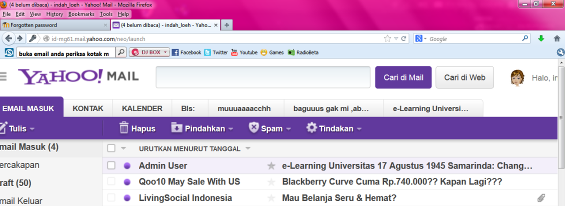 (4 belum dibaca) - indah_loeh - Yahoo! Mail - Mozilla Firefox
File Edit View History Bookmarks Tools Help
Forgotten password
(4 belum dibaca) - indah_loeh - Yahoo!...
id-mg61.mail.yahoo.com/neo/launch
Google
buka email anda periksa kotak m
DJ BOX
Facebook
Twitter
Youtube
Games
RadioBeta
YAHOO! MAIL
Cari di Mail
Cari di Web
Halo, in
EMAIL MASUK
KONTAK
KALENDER
Bls:
muuuaaaacchh
baguuus gak mi ,ab...
e-Learning Universi...
Tulis
Hapus
Pindahkan
Spam
Tindakan
mail Masuk (4)
URUTKAN MENURUT TANGGAL
ercakapan
Admin User
e-Learning Universitas 17 Agustus 1945 Samarinda: Chang...
raft (50)
Qoo10 May Sale With US
Blackberry Curve Cuma Rp.740.000?? Kapan Lagi???
mail Keluar
LivingSocial Indonesia
Mau Belanja Seru & Hemat?